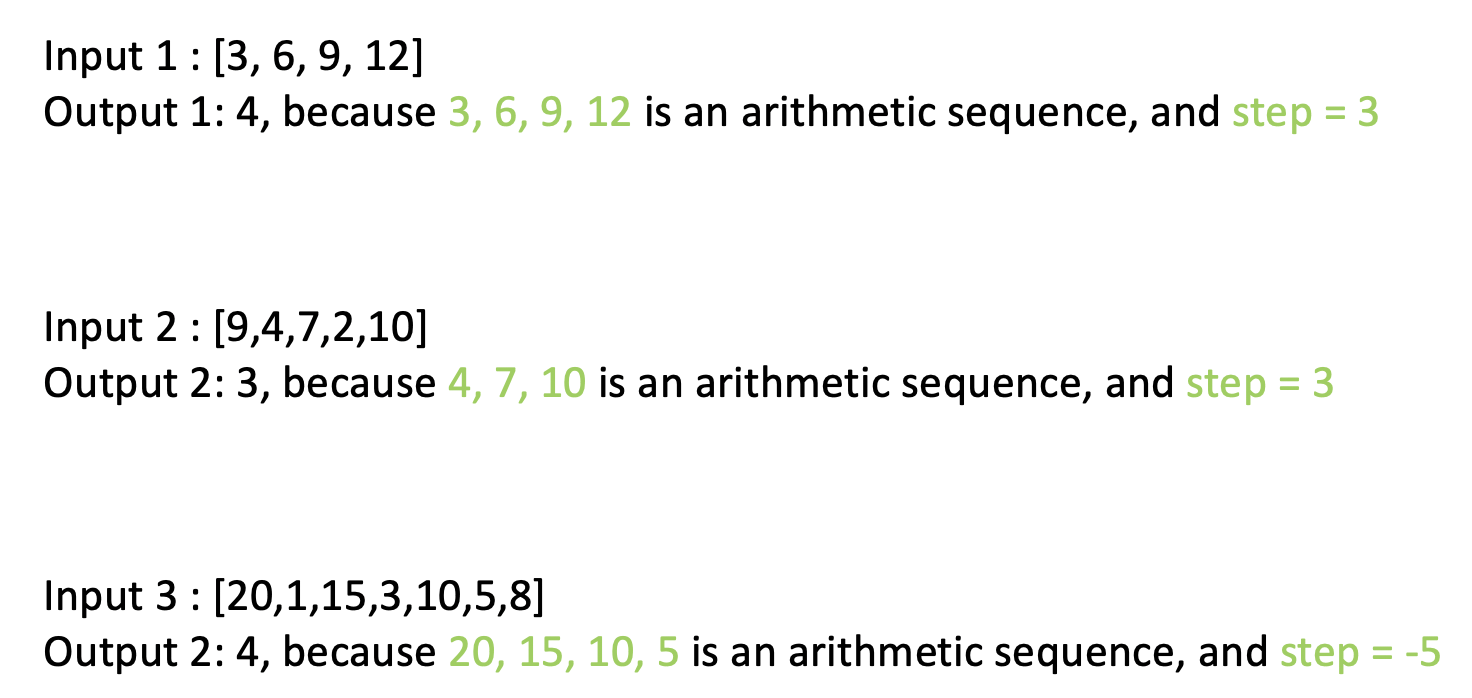 Input 1 : [3, 6, 9, 12]
Output 1: 4, because 3, 6, 9, 12 is an arithmetic sequence, and step = 3
Input 2 : [9,4,7,2,10]
Output 2: 3, because 4, 7, 10 is an arithmetic sequence, and step = 3
Input 3 : [20,1,15,3,10,5,8]
Output 2: 4, because 20, 15, 10, 5 is an arithmetic sequence, and step = -5